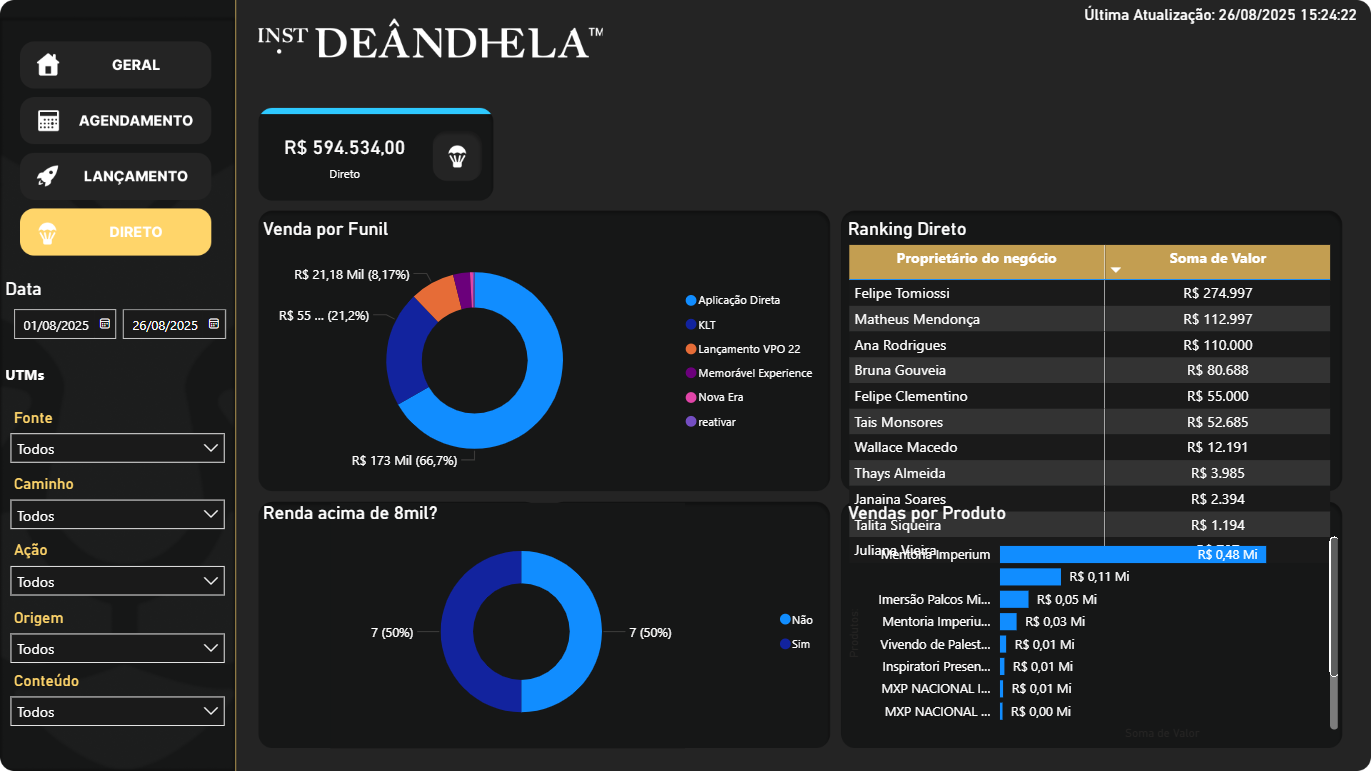 Última Atualização: 26/08/2025 15:24:22
INST DEÂNDHELA™
GERAL
AGENDAMENTO
LANÇAMENTO
DIRETO
Data
01/08/2025
26/08/2025
UTMs
Fonte
Todos
Caminho
Todos
Ação
Todos
Origem
Todos
Conteúdo
Todos
R$ 594.534,00
Direto
Venda por Funil
R$ 21,18 Mil (8,17%)
R$ 55 ... (21,2%)
R$ 173 Mil (66,7%)
Aplicação Direta
KLT
Lançamento VPO 22
Memorável Experience
Nova Era
reativar
Ranking Direto
Proprietário do negócio Soma de Valor
Felipe Tomiossi R$ 274.997
Matheus Mendonça R$ 112.997
Ana Rodrigues R$ 110.000
Bruna Gouveia R$ 80.688
Felipe Clementino R$ 55.000
Tais Monsores R$ 52.685
Wallace Macedo R$ 12.191
Thays Almeida R$ 3.985
Janaina Soares R$ 2.394
Talita Siqueira R$ 1.194
Juliana Vieira
Renda acima de 8mil?
7 (50%)
7 (50%)
Não
Sim
Vendas por Produto
Mentoria Imperium R$ 0,48 Mi
R$ 0,11 Mi
Imersão Palcos Mi... R$ 0,05 Mi
Mentoria Imperiu... R$ 0,03 Mi
Vivendo de Palest... R$ 0,01 Mi
Inspiratori Presen... R$ 0,01 Mi
MXP NACIONAL I... R$ 0,01 Mi
MXP NACIONAL ... R$ 0,00 Mi
Produtos
Soma de Valor